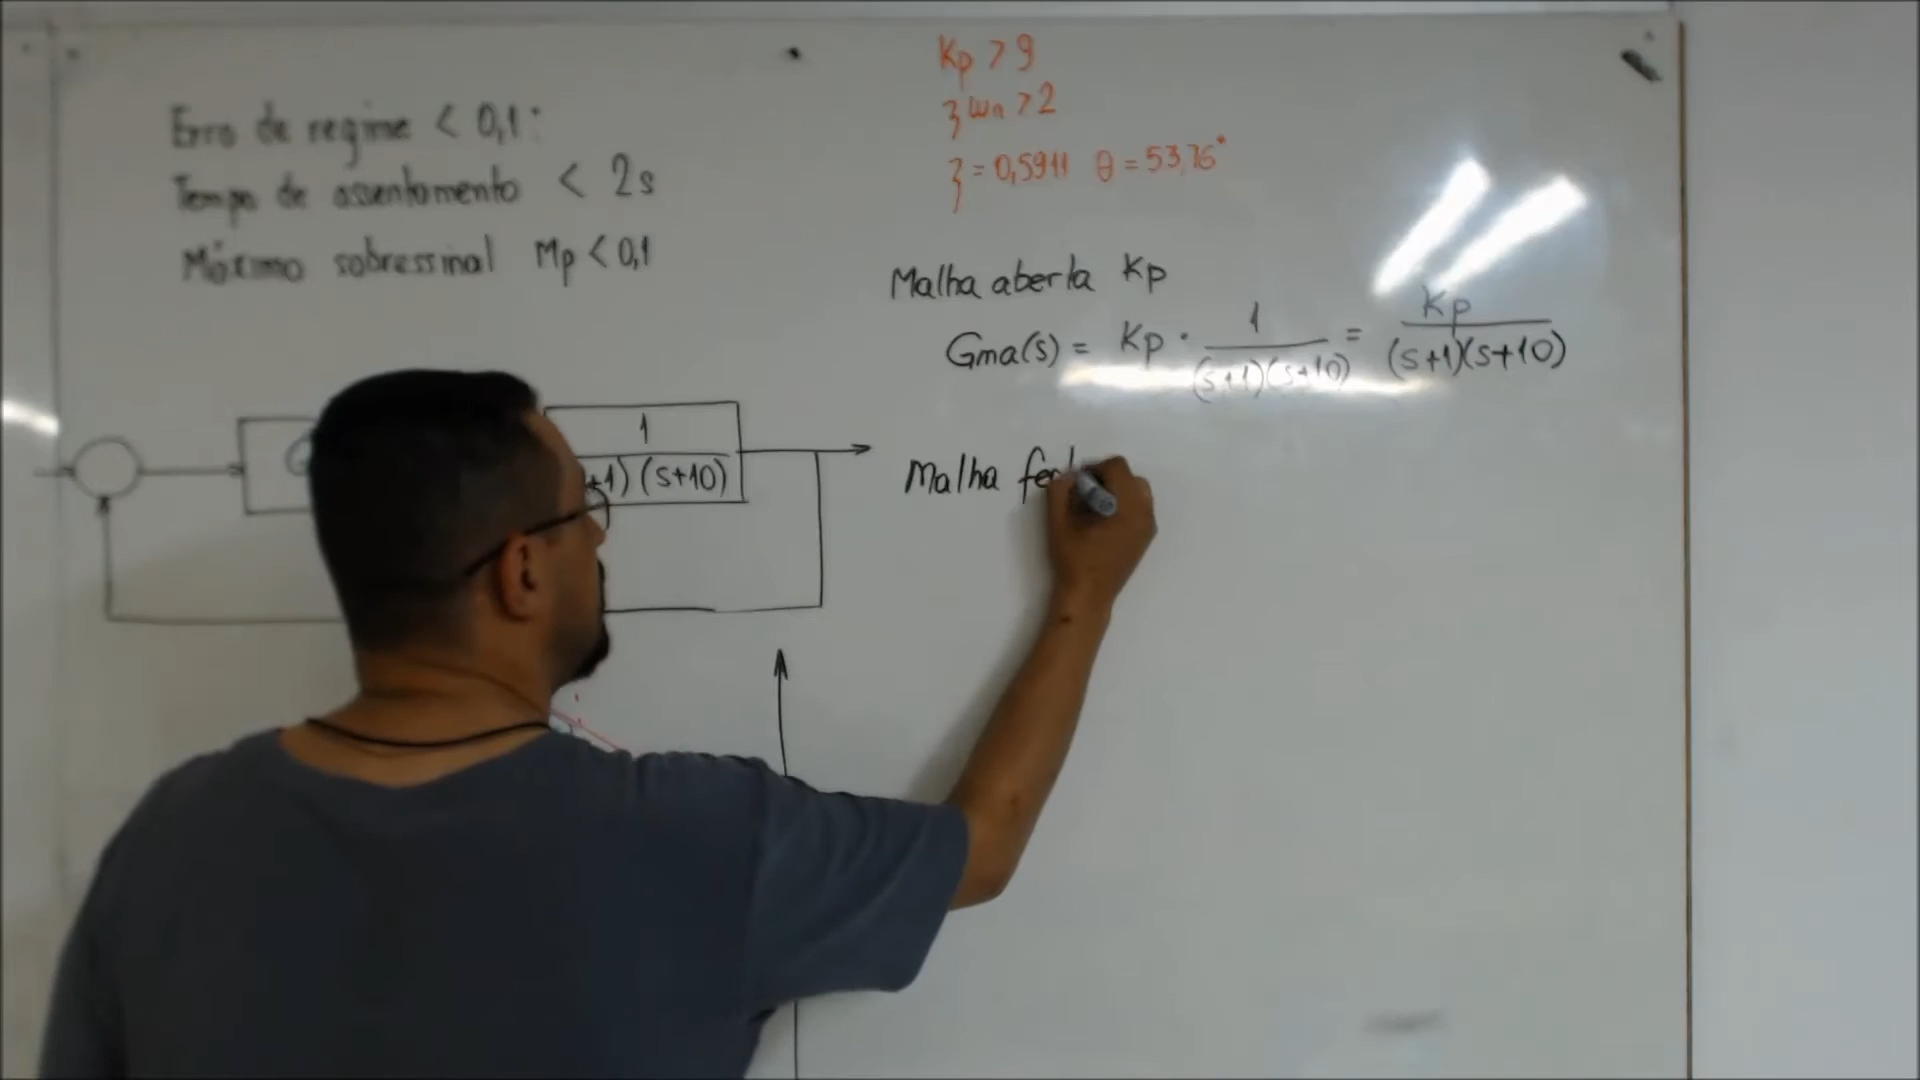 Erro de regime < 0,1:
Tempo de assentamento < 2s
Máximo sobressinal Mp < 0,1
Kp > 9
ξ ωn > 2
ξ = 0,5911 θ = 53,76°
Malha aberta Kp
Gma(s) = Kp · 1/(s+1)(s+10) = Kp/(s+1)(s+10)
1
+1)(s+10)
Malha fe